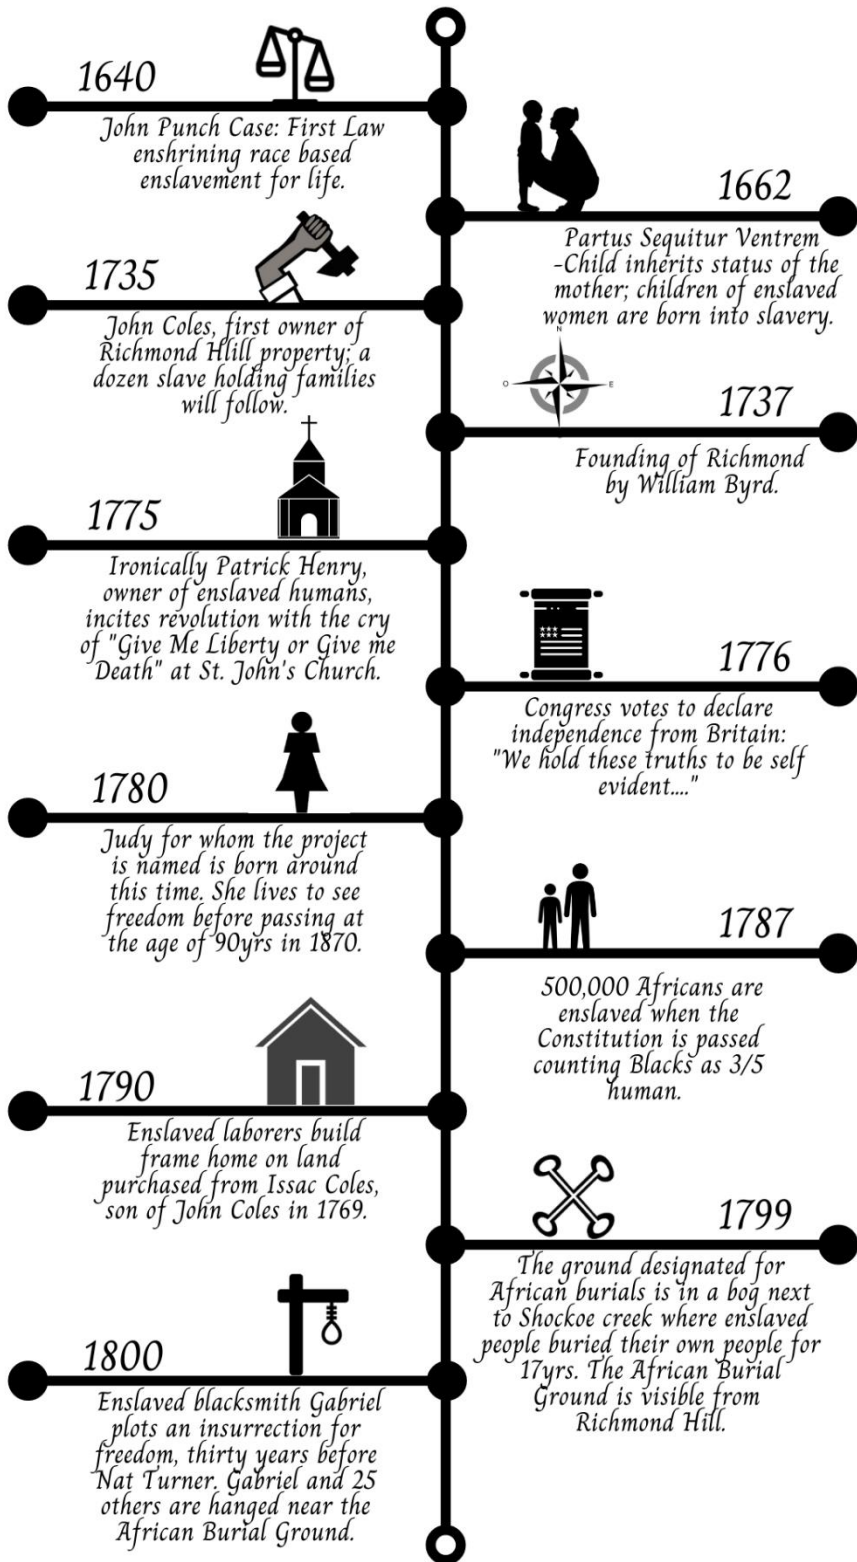 1640
John Punch Case: First Law
enshrining race based
enslavement for life.
1662
Partus Sequitur Ventrem
-Child inherits status of the
mother; children of enslaved
women are born into slavery.
1735
John Coles, first owner of
Richmond Hlill property; a
dozen slave holding families
will follow.
N
O
E
1737
Founding of Richmond
by William Byrd.
1775
Ironically Patrick Henry,
owner of enslaved humans,
incites revolution with the cry
of "Give Me Liberty or Give me
Death" at St. John's Church.
1776
Congress votes to declare
independence from Britain:
"We hold these truths to be self
evident...."
1780
Judy for whom the project
is named is born around
this time. She lives to see
freedom before passing at
the age of 90yrs in 1870.
1787
500,000 Africans are
enslaved when the
Constitution is passed
counting Blacks as 3/5
human.
1790
Enslaved laborers build
frame home on land
purchased from Issac Coles,
son of John Coles in 1769.
1799
The ground designated for
African burials is in a bog next
to Shockoe creek where enslaved
people buried their own people for
17yrs. The African Burial
Ground is visible from
Richmond Hill.
1800
Enslaved blacksmith Gabriel
plots an insurrection for
freedom, thirty years before
Nat Turner. Gabriel and 25
others are hanged near the
African Burial Ground.